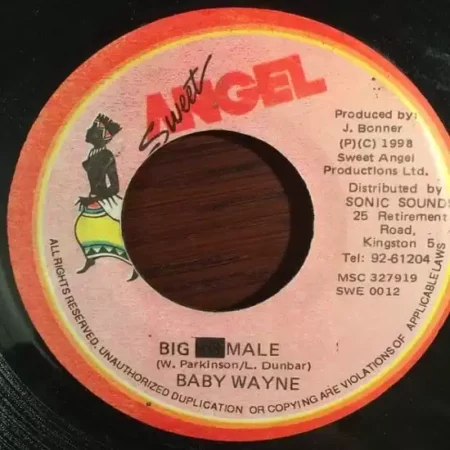 Sweet
ANGEL
Produced by:
J. Bonner
(P)(C) 1998
Sweet Angel
Productions Ltd.
Distributed by
SONIC SOUNDS
25 Retirement
Road,
Kingston 5
Tel: 92-61204
MSC 327919
SWE 0012
BIG MALE
(W. Parkinson/L. Dunbar)
BABY WAYNE
ALL RIGHTS RESERVED. UNAUTHORIZED DUPLICATION OR COPYING ARE VIOLATIONS OF APPLICABLE LAWS